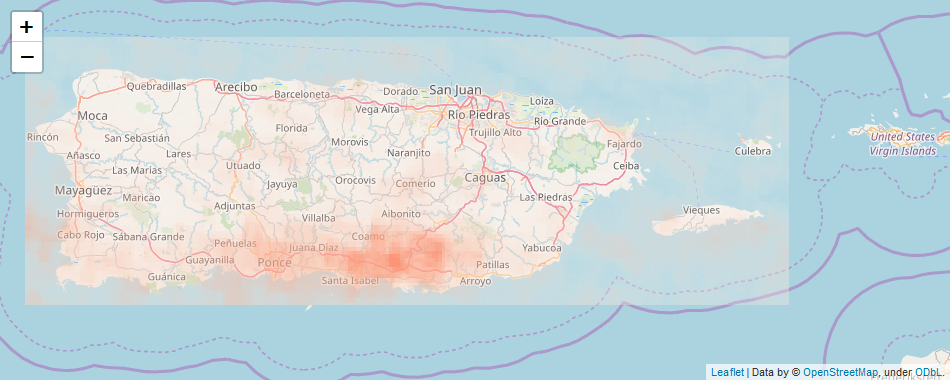 +
−
Quebradillas
Arecibo
Barceloneta
Dorado
San Juan
Loíza
Moca
Vega Alta
Río Piedras
Río Grande
Rincón
San Sebastián
Florida
Morovis
Trujillo Alto
Fajardo
United States
Virgin Islands
Añasco
Lares
Naranjito
Culebra
Las Marías
Utuado
Ceiba
Mayagüez
Jayuya
Orocovis
Comerio
Caguas
Maricao
Las Piedras
Hormigueros
Adjuntas
Villalba
Aibonito
Vieques
Cabo Rojo
Sábana Grande
Peñuelas
Juana Díaz
Coamo
Yabucoa
Guayanilla
Ponce
Patillas
Guánica
Santa Isabel
Arroyo
Leaflet | Data by © OpenStreetMap, under ODbL.